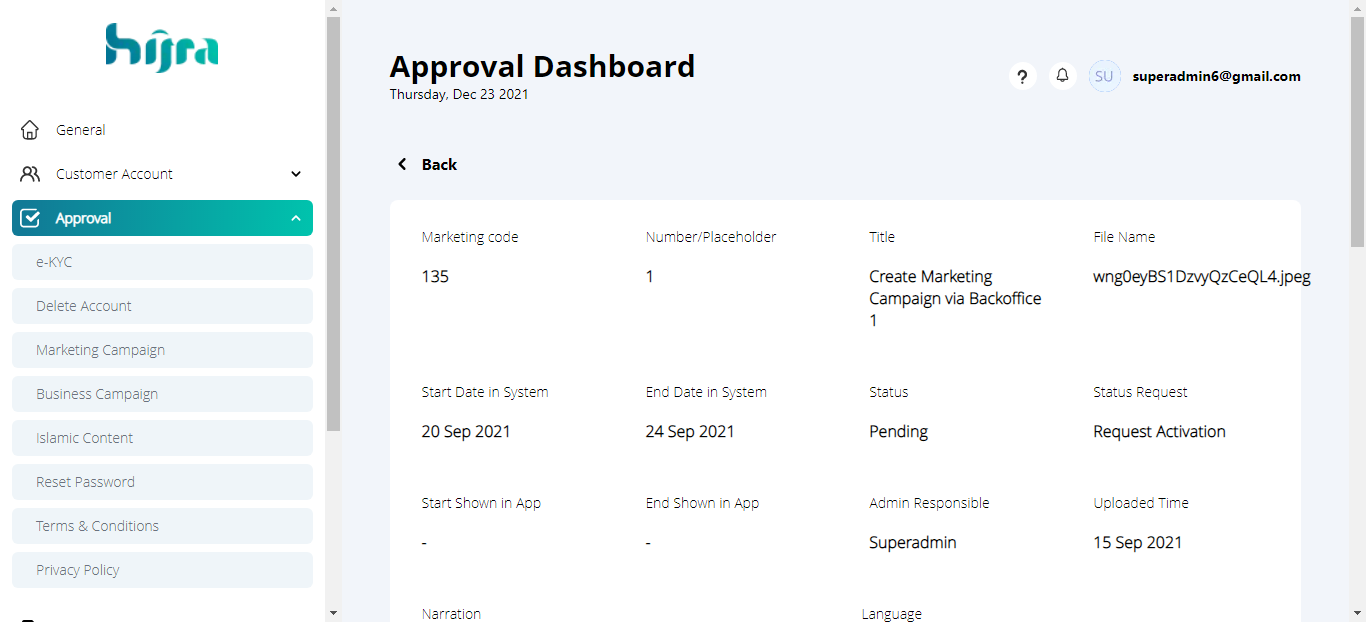 hijra
General
Customer Account
Approval
e-KYC
Delete Account
Marketing Campaign
Business Campaign
Islamic Content
Reset Password
Terms & Conditions
Privacy Policy
Approval Dashboard
Thursday, Dec 23 2021
?
SU
superadmin6@gmail.com
Back
Marketing code
135
Number/Placeholder
1
Title
Create Marketing
Campaign via Backoffice
1
File Name
wng0eyBS1DzvyQzCeQL4.jpeg
Start Date in System
20 Sep 2021
End Date in System
24 Sep 2021
Status
Pending
Status Request
Request Activation
Start Shown in App
-
End Shown in App
-
Admin Responsible
Superadmin
Uploaded Time
15 Sep 2021
Narration
Language